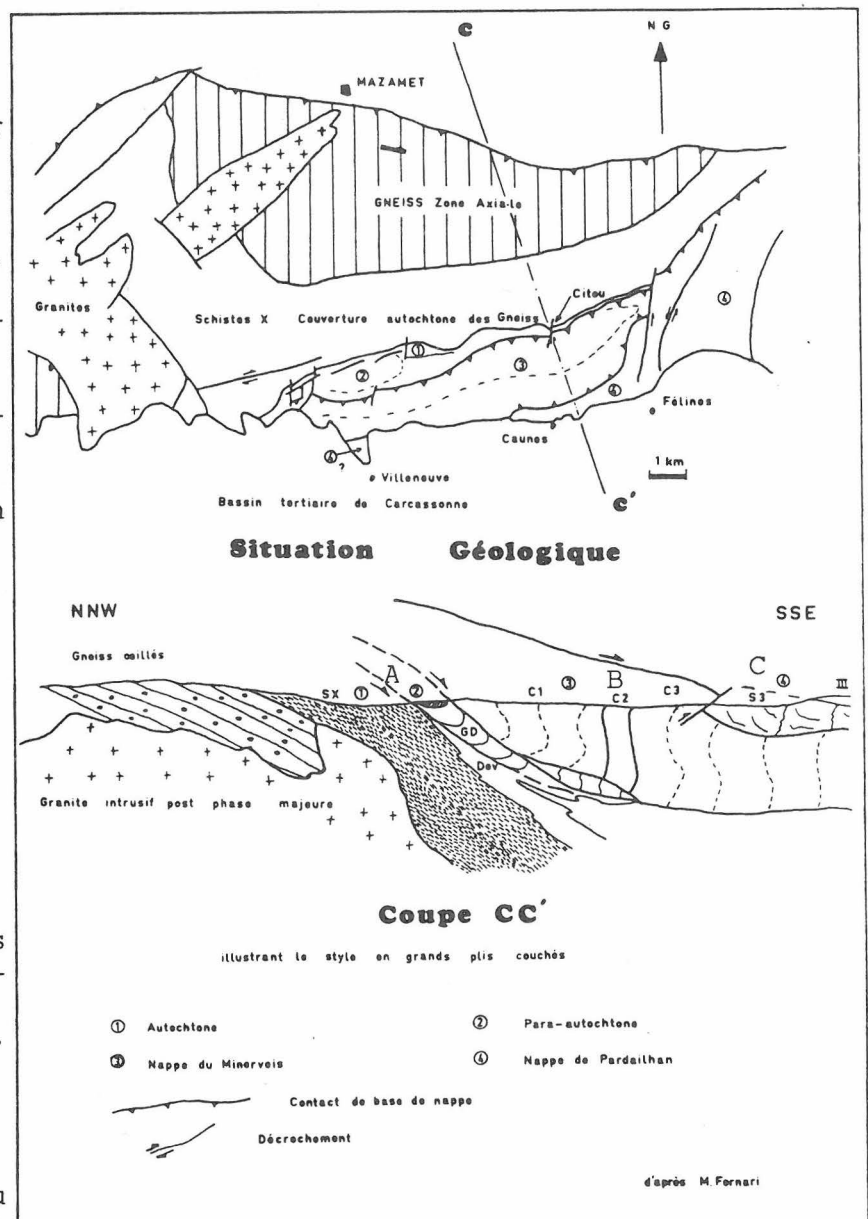 C
N G
MAZAMET
GNEISS Zone Axiale
Granites
Citou
Schistes X Couverture autochtone des Gneiss
①
②
③
④
④
Félines
Caunes
④
?
Villeneuve
1 km
Bassin tertiaire de Carcassonne
C'
Situation Géologique
NNW
SSE
Gneiss oeillés
A
B
C
SX ① ② C1 ③ C2 C3 S3 ④ III
GD
Dev
Granite intrusif post phase majeure
Coupe CC'
illustrant le style en grands plis couchés
① Autochtone
② Para-autochtone
③ Nappe du Minervois
④ Nappe de Pardailhan
Contact de base de nappe
Décrochement
d'après M. Fornari